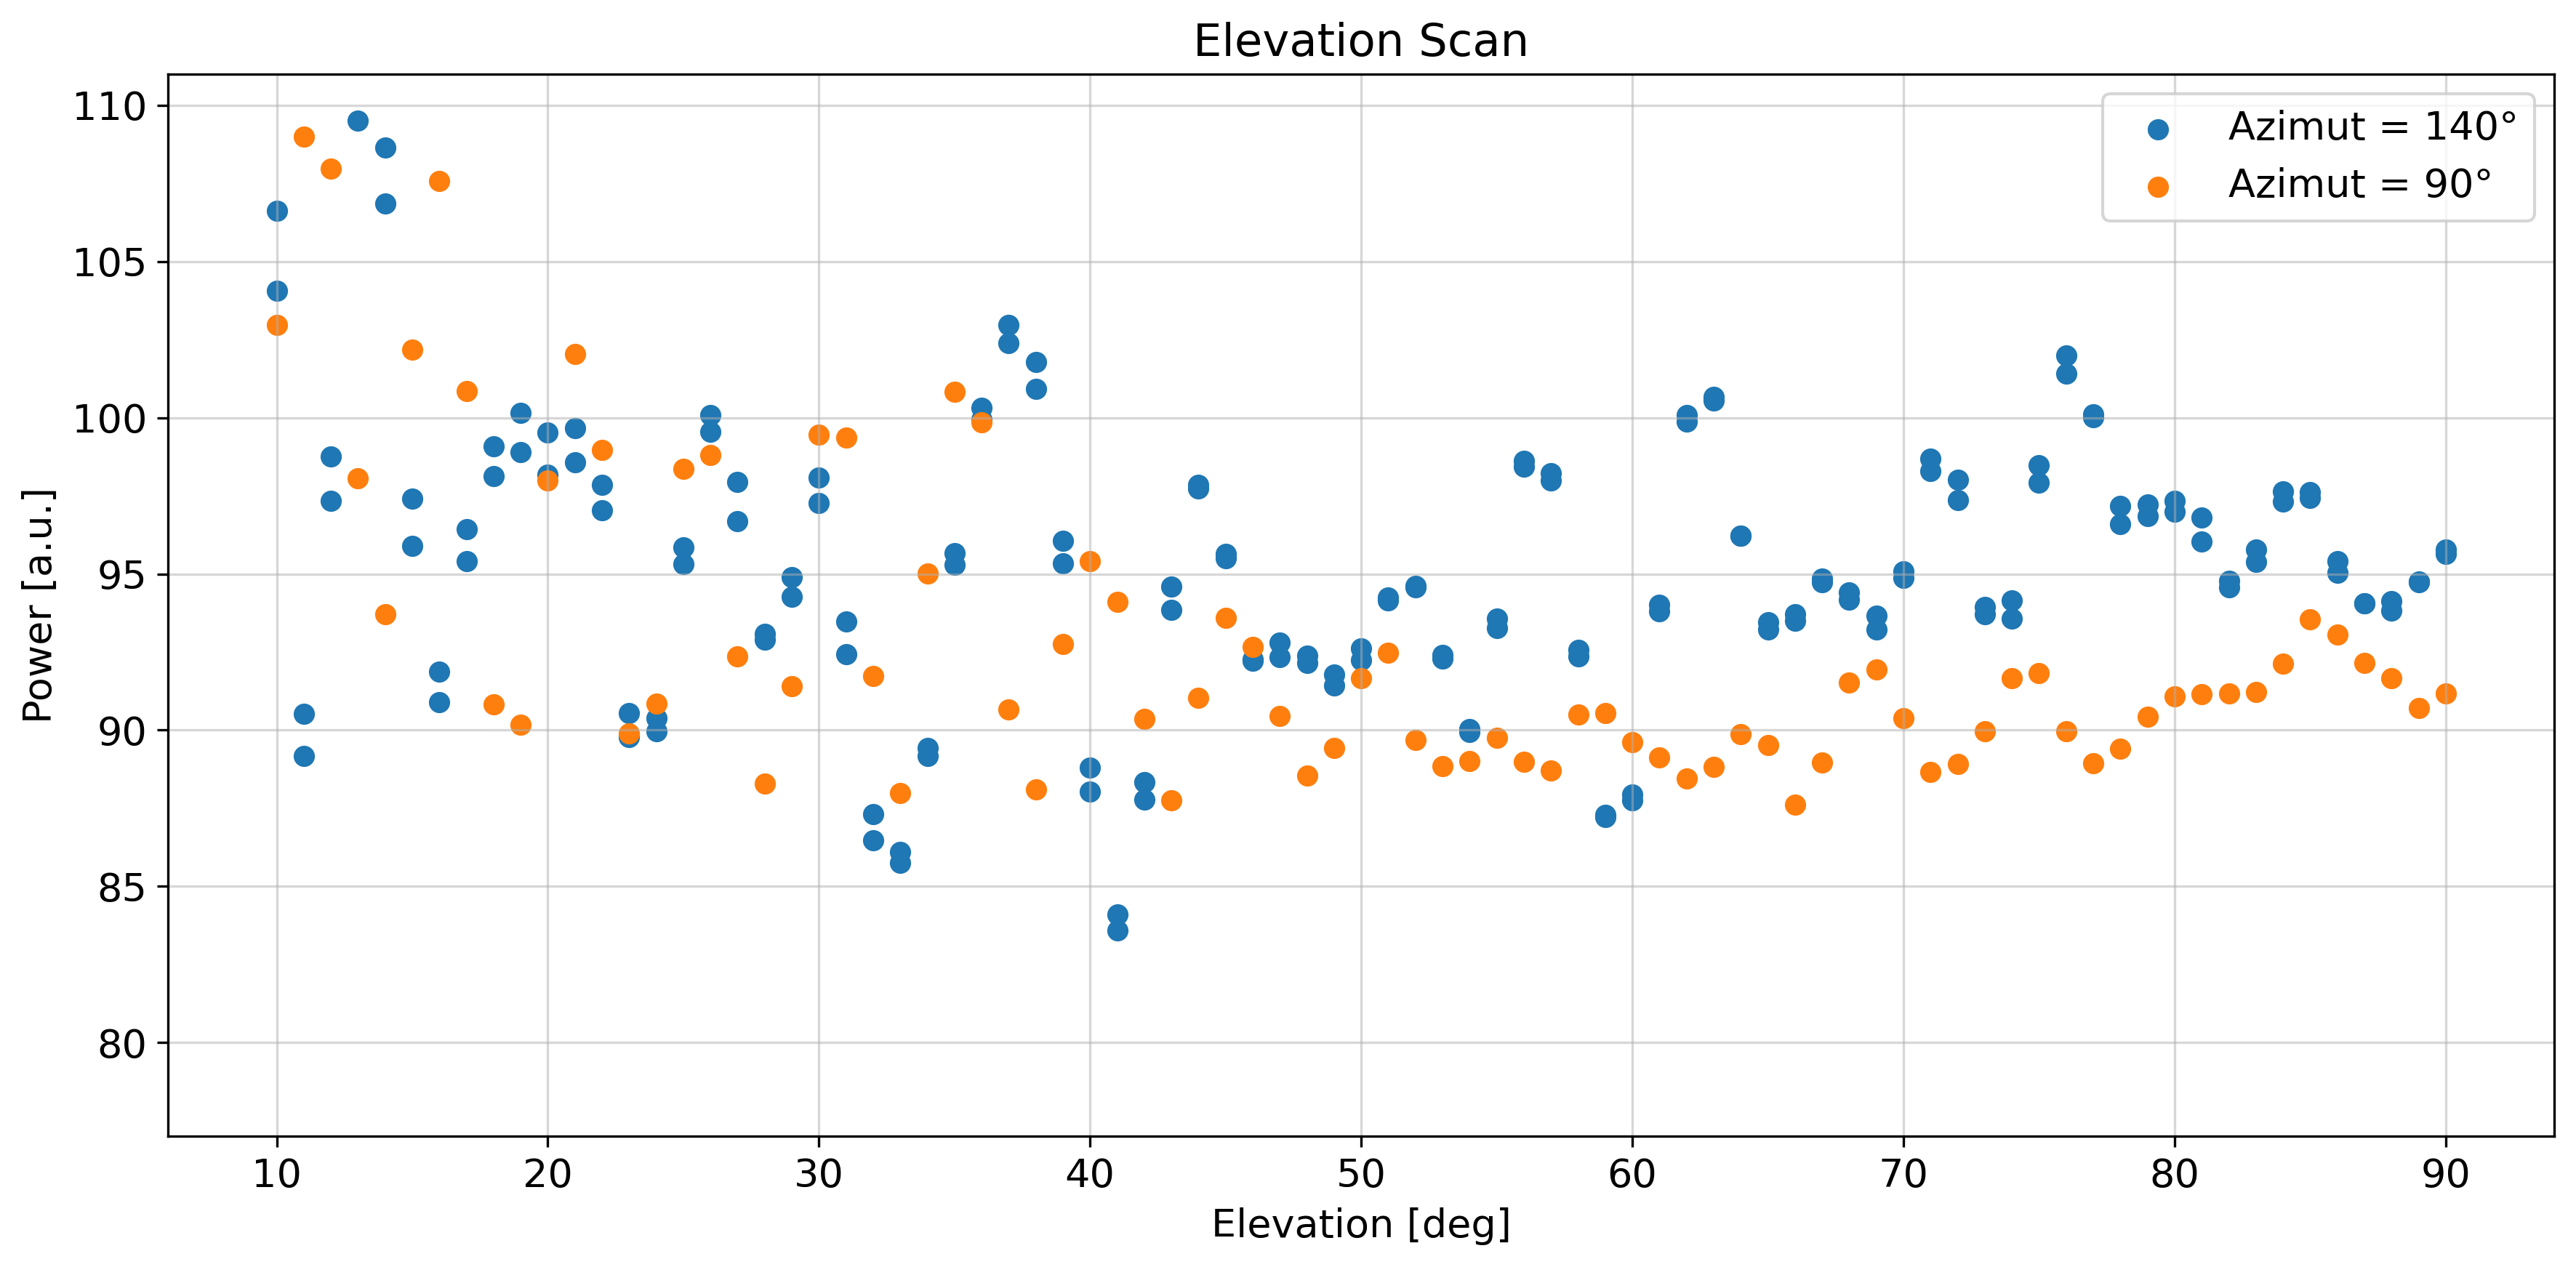 Elevation Scan
110
105
100
95
90
85
80
Power [a.u.]
Azimut = 140°
Azimut = 90°
10 20 30 40 50 60 70 80 90
Elevation [deg]